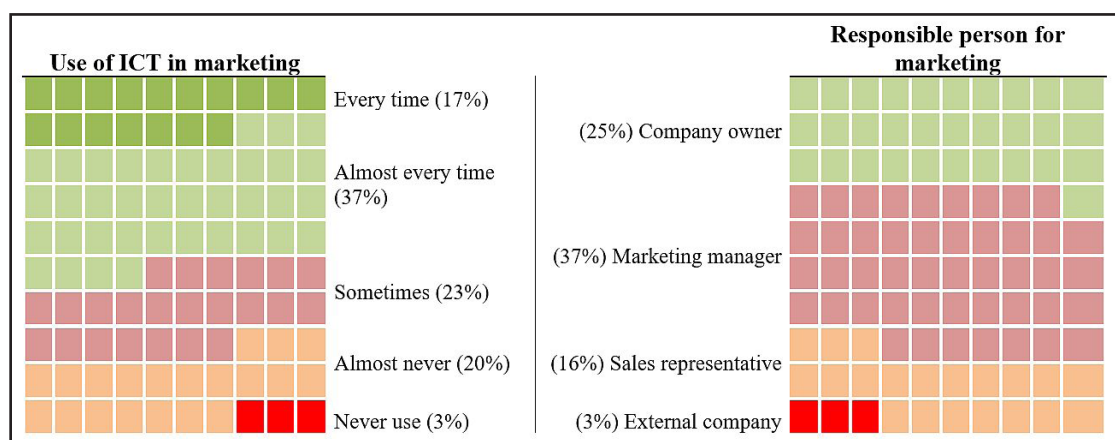 Use of ICT in marketing
Every time (17%)
Almost every time
(37%)
Sometimes (23%)
Almost never (20%)
Never use (3%)
Responsible person for
marketing
(25%) Company owner
(37%) Marketing manager
(16%) Sales representative
(3%) External company